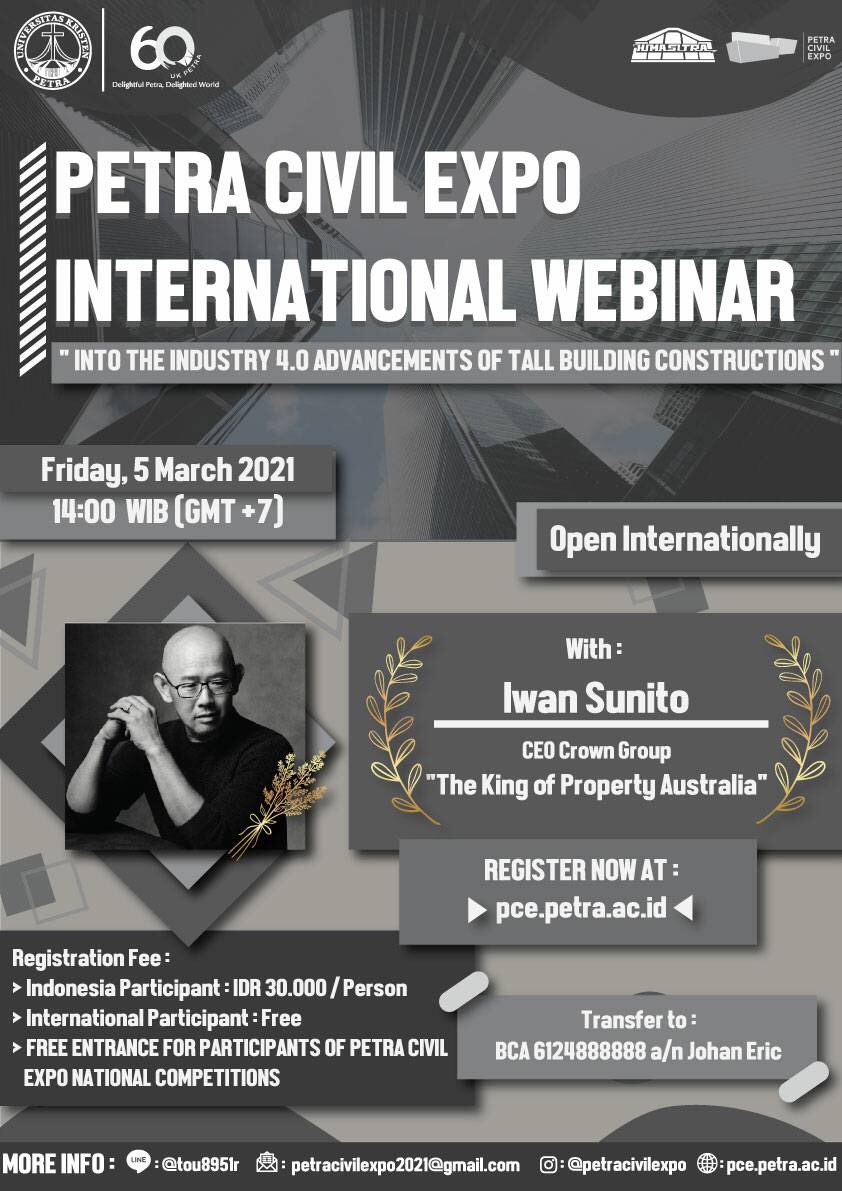 UNIVERSITAS KRISTEN
PETRA
60
UK PETRA
Delightful Petra, Delighted World
HIMASITRA
PETRA
CIVIL
EXPO
PETRA CIVIL EXPO
INTERNATIONAL WEBINAR
" INTO THE INDUSTRY 4.0 ADVANCEMENTS OF TALL BUILDING CONSTRUCTIONS "
Friday, 5 March 2021
14:00 WIB (GMT +7)
Open Internationally
With :
Iwan Sunito
CEO Crown Group
"The King of Property Australia"
REGISTER NOW AT :
pce.petra.ac.id
Registration Fee :
> Indonesia Participant : IDR 30.000 / Person
> International Participant : Free
> FREE ENTRANCE FOR PARTICIPANTS OF PETRA CIVIL
EXPO NATIONAL COMPETITIONS
Transfer to :
BCA 6124888888 a/n Johan Eric
MORE INFO : LINE : @tou8951r : petracivilexpo2021@gmail.com : @petracivilexpo : pce.petra.ac.id